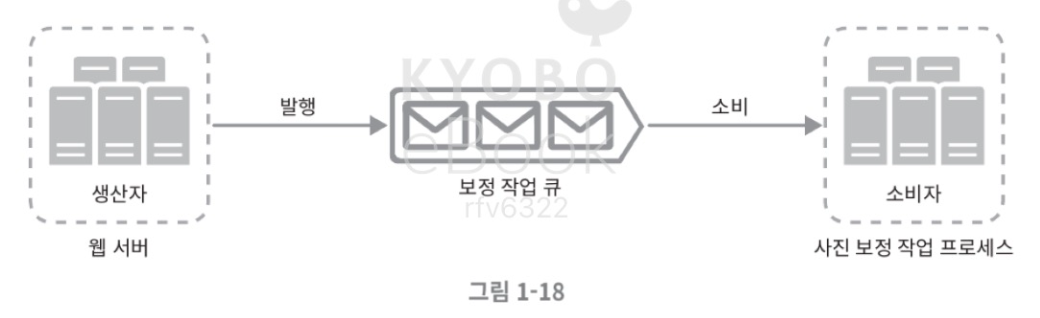 KYOBO
eBook
rfv6322
발행
소비
생산자
보정 작업 큐
소비자
웹 서버
사진 보정 작업 프로세스
그림 1-18